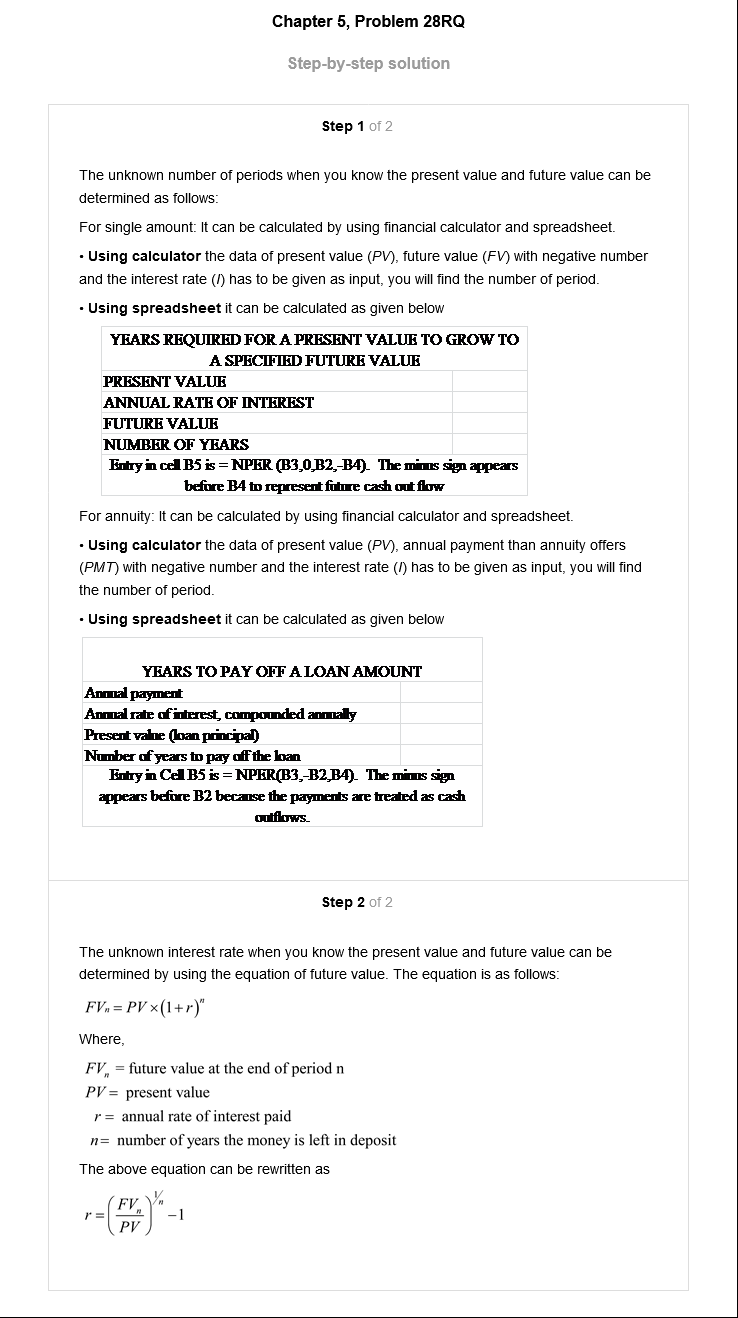 Chapter 5, Problem 28RQ
Step-by-step solution
Step 1 of 2
The unknown number of periods when you know the present value and future value can be
determined as follows:
For single amount: It can be calculated by using financial calculator and spreadsheet.
• Using calculator the data of present value (PV), future value (FV) with negative number
and the interest rate (I) has to be given as input, you will find the number of period.
• Using spreadsheet it can be calculated as given below
YEARS REQUIRED FOR A PRESENT VALUE TO GROW TO
A SPECIFIED FUTURE VALUE
PRESENT VALUE
ANNUAL RATE OF INTEREST
FUTURE VALUE
NUMBER OF YEARS
Entry in cell B5 is = NPER (B3,0,B2,-B4). The minus sign appears
before B4 to represent future cash out flow
For annuity: It can be calculated by using financial calculator and spreadsheet.
• Using calculator the data of present value (PV), annual payment than annuity offers
(PMT) with negative number and the interest rate (I) has to be given as input, you will find
the number of period.
• Using spreadsheet it can be calculated as given below
YEARS TO PAY OFF A LOAN AMOUNT
Annual payment
Annual rate of interest, compounded annually
Present value (loan principal)
Number of years to pay off the loan
Entry in Cell B5 is = NPER(B3,-B2,B4). The minus sign
appears before B2 because the payments are treated as cash
outflows.
Step 2 of 2
The unknown interest rate when you know the present value and future value can be
determined by using the equation of future value. The equation is as follows:
FVₙ = PV × (1+r)ⁿ
Where,
FVₙ = future value at the end of period n
PV = present value
r = annual rate of interest paid
n= number of years the money is left in deposit
The above equation can be rewritten as
r = (FVₙ/PV)^(1/n) − 1